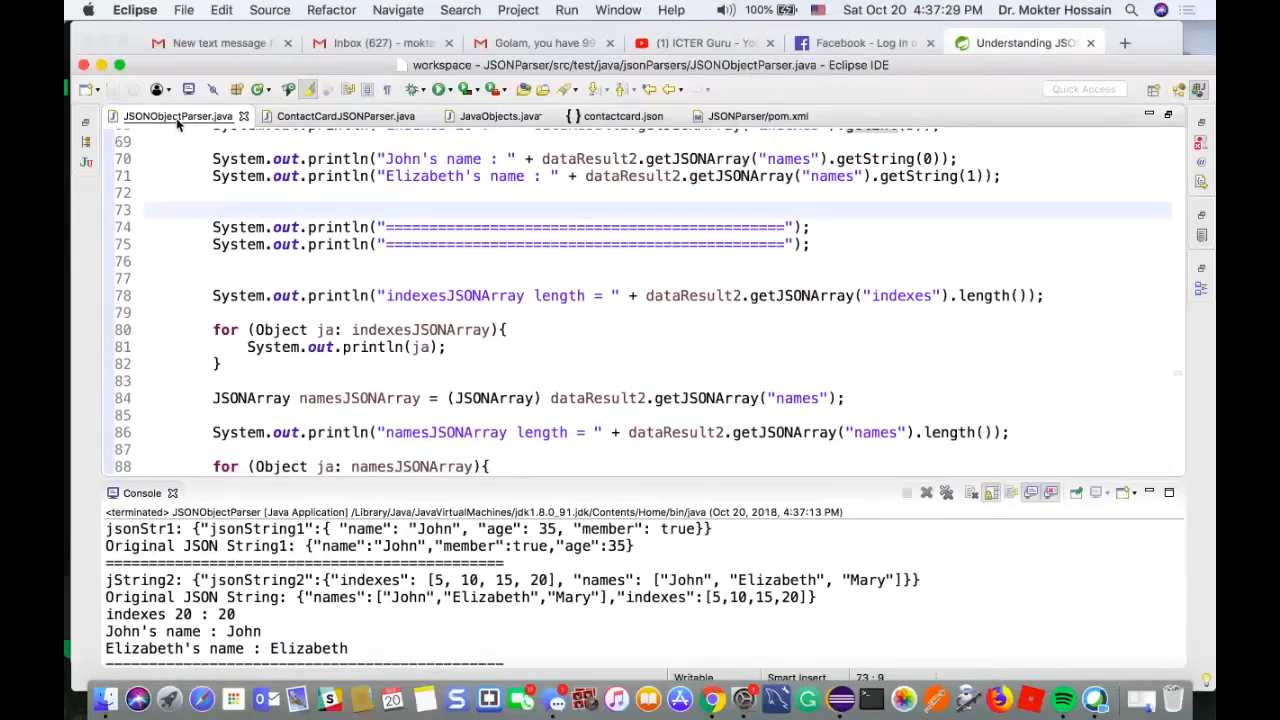 Eclipse File Edit Source Refactor Navigate Search Project Run Window Help 100% Sat Oct 20 4:37:29 PM Dr. Mokter Hossain
New text message Inbox (627) - mokte Golam, you have 99 (1) ICTER Guru - Yo Facebook - Log In o Understanding JSO
workspace - JSONParser/src/test/java/jsonParsers/JSONObjectParser.java - Eclipse IDE
Quick Access
JSONObjectParser.java ContactCardJSONParser.java JavaObjects.java contactcard.json JSONParser/pom.xml
69
70 System.out.println("John's name : " + dataResult2.getJSONArray("names").getString(0));
71 System.out.println("Elizabeth's name : " + dataResult2.getJSONArray("names").getString(1));
72
73
74 System.out.println("==============================================");
75 System.out.println("==============================================");
76
77
78 System.out.println("indexesJSONArray length = " + dataResult2.getJSONArray("indexes").length());
79
80 for (Object ja: indexesJSONArray){
81 System.out.println(ja);
82 }
83
84 JSONArray namesJSONArray = (JSONArray) dataResult2.getJSONArray("names");
85
86 System.out.println("namesJSONArray length = " + dataResult2.getJSONArray("names").length());
87
88 for (Object ja: namesJSONArray){
Console
<terminated> JSONObjectParser [Java Application] /Library/Java/JavaVirtualMachines/jdk1.8.0_91.jdk/Contents/Home/bin/java (Oct 20, 2018, 4:37:13 PM)
jsonStr1: {"jsonString1":{ "name": "John", "age": 35, "member": true}}
Original JSON String1: {"name":"John","member":true,"age":35}
==============================================
jString2: {"jsonString2":{"indexes": [5, 10, 15, 20], "names": ["John", "Elizabeth", "Mary"]}}
Original JSON String: {"names":["John","Elizabeth","Mary"],"indexes":[5,10,15,20]}
indexes 20 : 20
John's name : John
Elizabeth's name : Elizabeth
==============================================
Writable Smart Insert 73 : 9